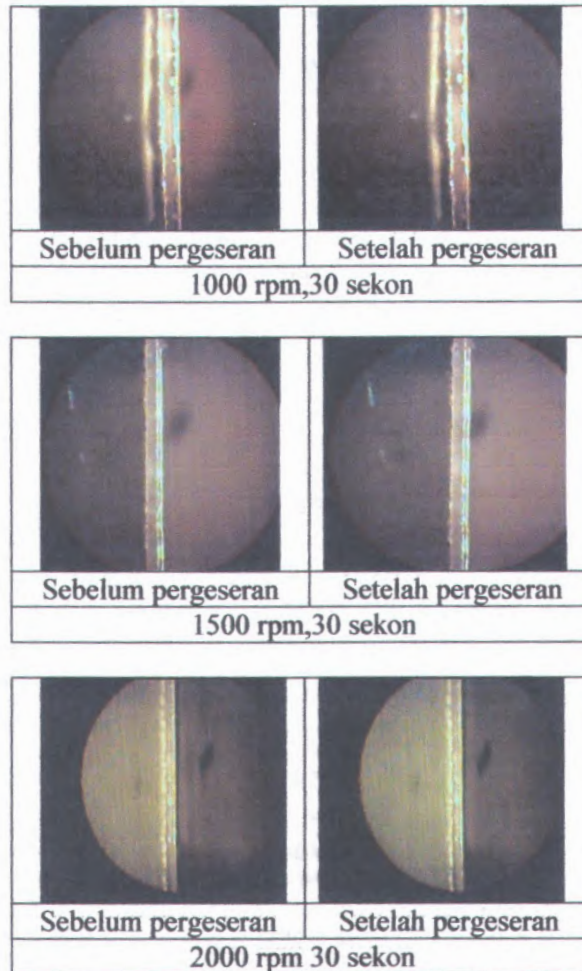 Sebelum pergeseran Setelah pergeseran
1000 rpm,30 sekon
Sebelum pergeseran Setelah pergeseran
1500 rpm,30 sekon
Sebelum pergeseran Setelah pergeseran
2000 rpm 30 sekon